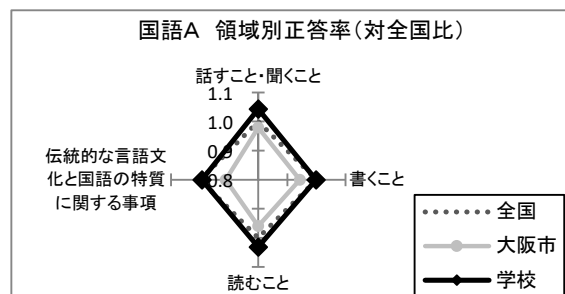 国語A 領域別正答率(対全国比)
話すこと・聞くこと
1.1
1.0
0.9
0.8
伝統的な言語文
化と国語の特質
に関する事項
書くこと
読むこと
全国
大阪市
学校